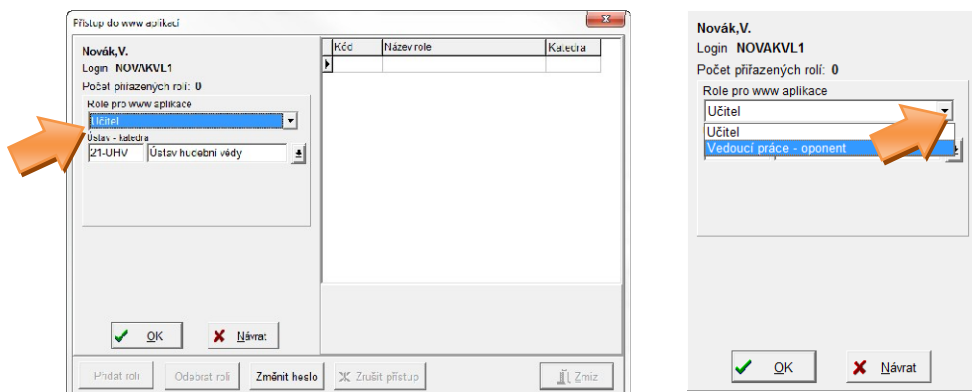 Přístup do www aplikací
Novák,V.
Login NOVAKVL1
Počet přiřazených rolí: 0
Role pro www aplikace
Učitel
Ústav - katedra
21-UHV Ústav hudební vědy
OK Návrat
Kód Název role Katedra
Přidat roli Odebrat roli Změnit heslo Zrušit přístup Zmiz
Novák,V.
Login NOVAKVL1
Počet přiřazených rolí: 0
Role pro www aplikace
Učitel
Učitel
Vedoucí práce - oponent
OK Návrat